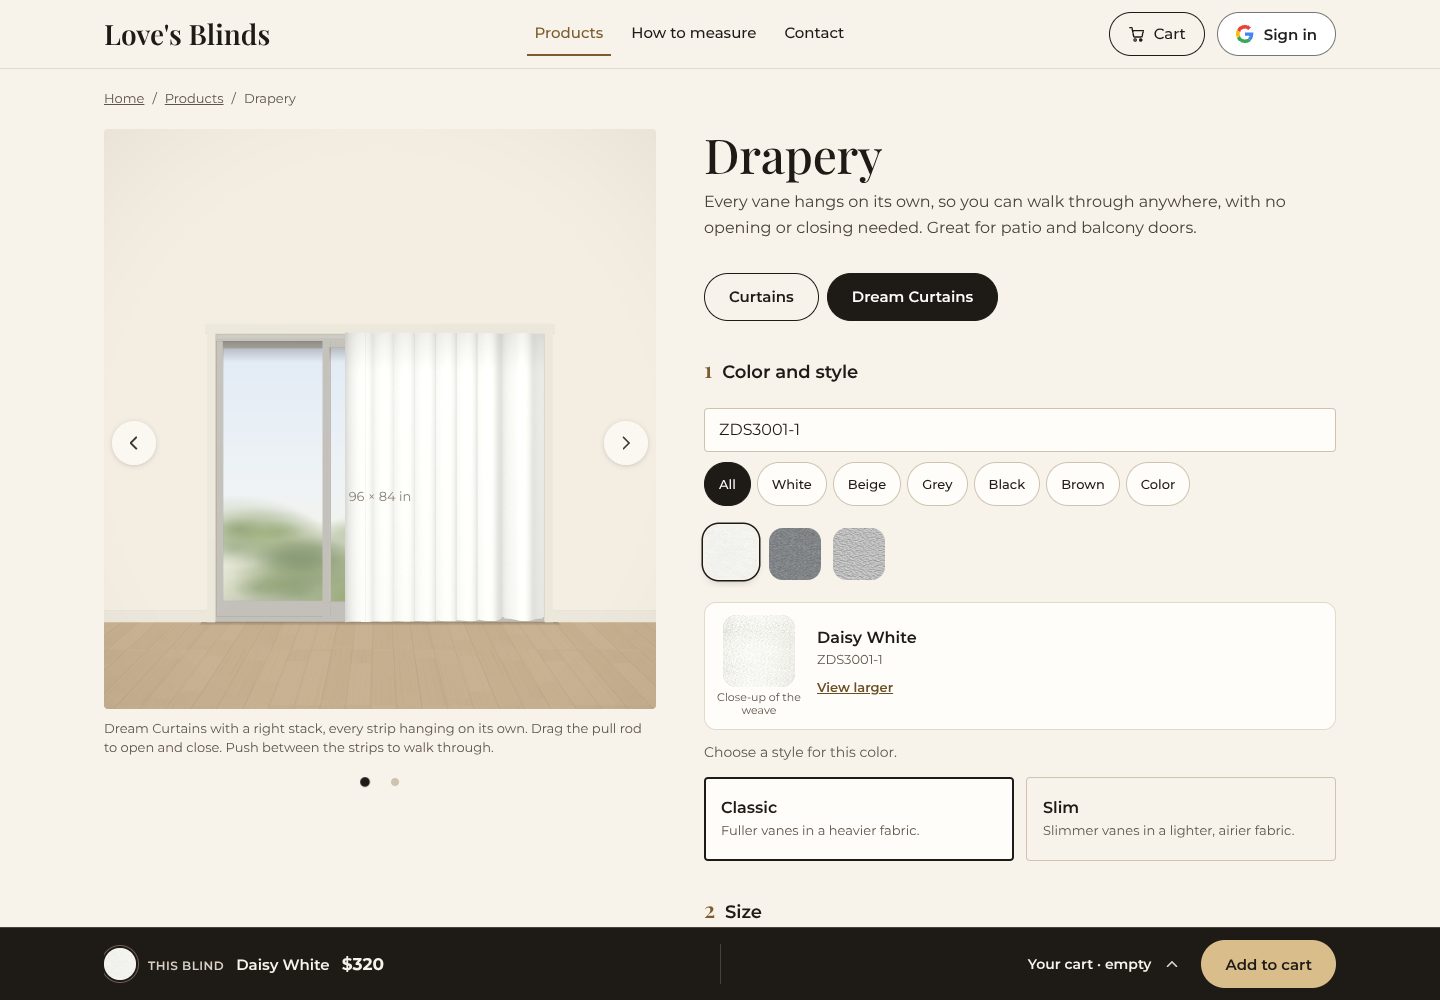 Love's Blinds
Products
How to measure
Contact
Cart
Sign in
Home / Products / Drapery
Drapery
Every vane hangs on its own, so you can walk through anywhere, with no
opening or closing needed. Great for patio and balcony doors.
Curtains
Dream Curtains
1 Color and style
ZDS3001-1
All
White
Beige
Grey
Black
Brown
Color
96 × 84 in
Daisy White
ZDS3001-1
View larger
Close-up of the
weave
Dream Curtains with a right stack, every strip hanging on its own. Drag the pull rod
to open and close. Push between the strips to walk through.
Choose a style for this color.
Classic
Fuller vanes in a heavier fabric.
Slim
Slimmer vanes in a lighter, airier fabric.
2 Size
THIS BLIND Daisy White $320
Your cart · empty
Add to cart